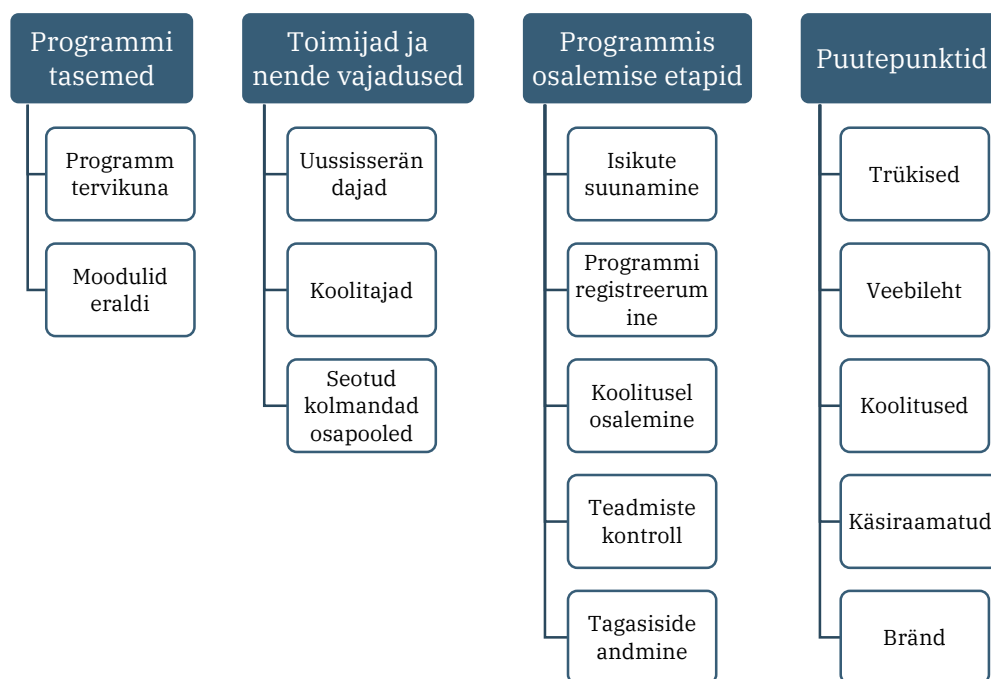 Programmi
tasemed
Programm
tervikuna
Moodulid
eraldi
Toimijad ja
nende vajadused
Uussisserän
dajad
Koolitajad
Seotud
kolmandad
osapooled
Programmis
osalemise etapid
Isikute
suunamine
Programmi
registreerum
ine
Koolitusel
osalemine
Teadmiste
kontroll
Tagasiside
andmine
Puutepunktid
Trükised
Veebileht
Koolitused
Käsiraamatud
Bränd